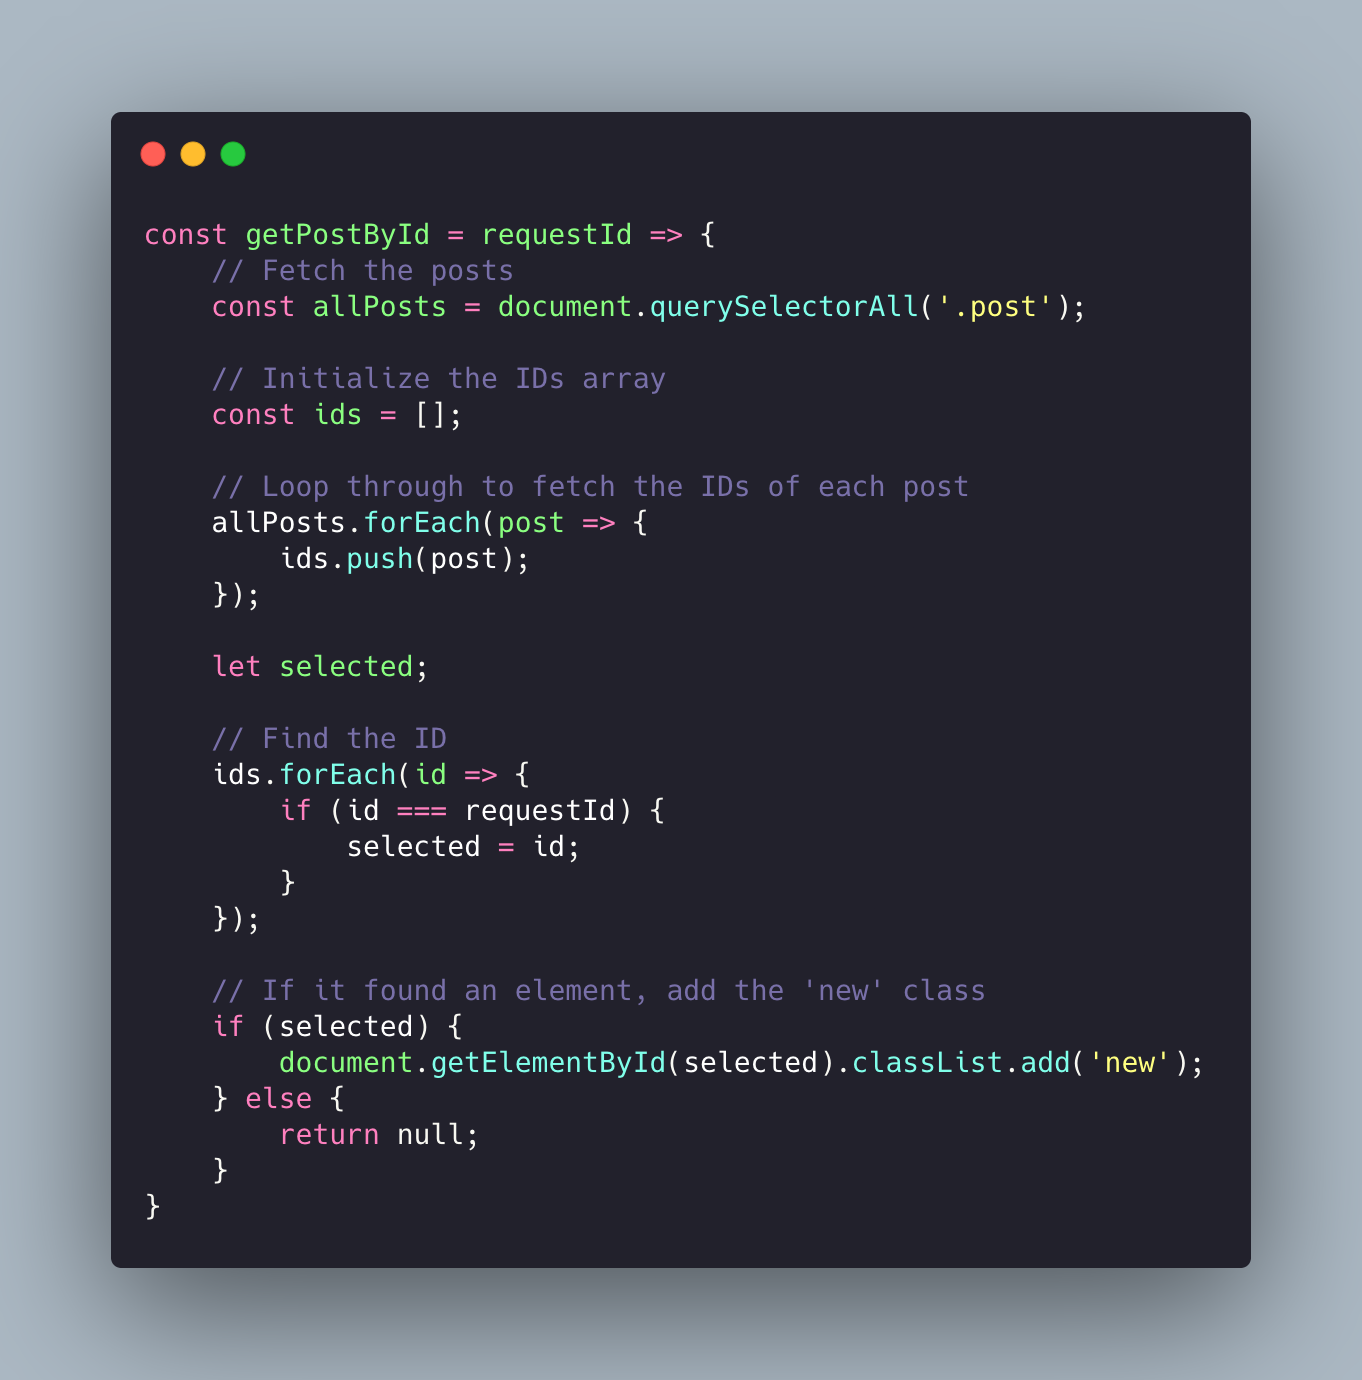 const getPostById = requestId => {
    // Fetch the posts
    const allPosts = document.querySelectorAll('.post');

    // Initialize the IDs array
    const ids = [];

    // Loop through to fetch the IDs of each post
    allPosts.forEach(post => {
        ids.push(post);
    });

    let selected;

    // Find the ID
    ids.forEach(id => {
        if (id === requestId) {
            selected = id;
        }
    });

    // If it found an element, add the 'new' class
    if (selected) {
        document.getElementById(selected).classList.add('new');
    } else {
        return null;
    }
}